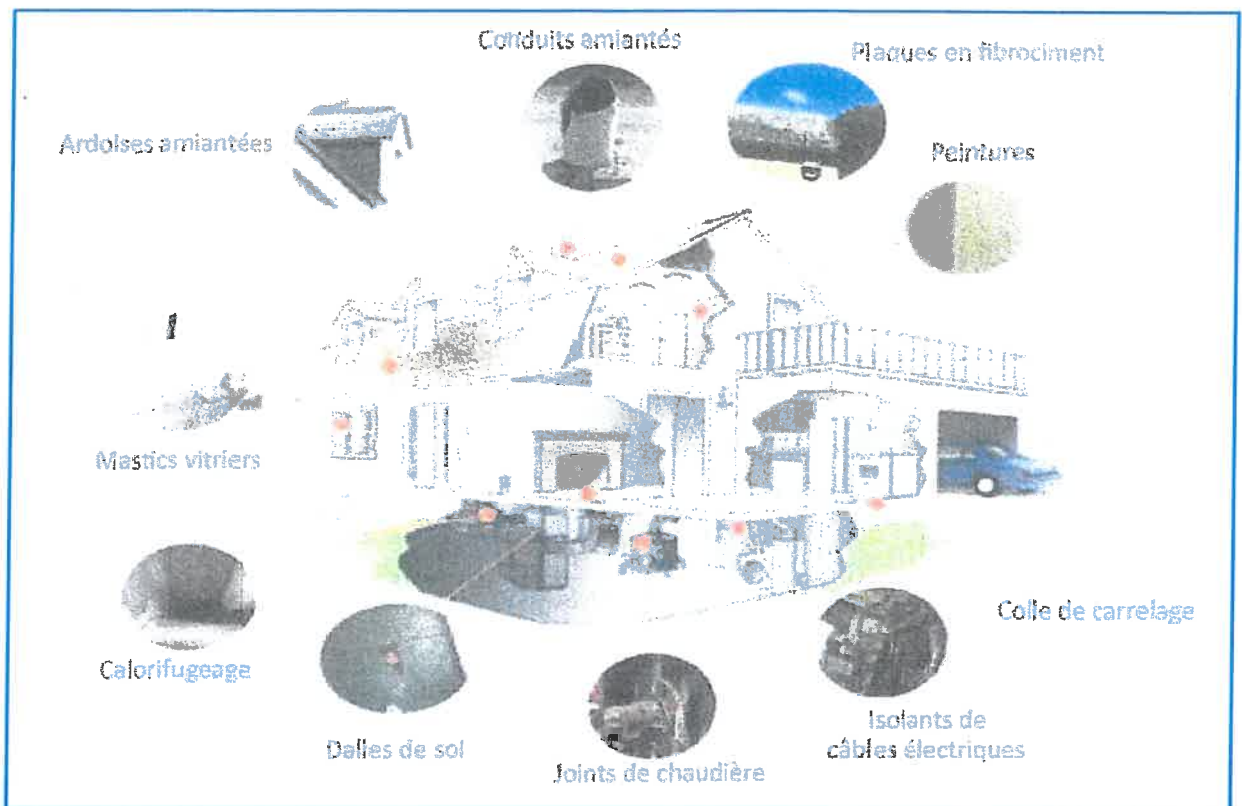 Conduits amiantés
Plaques en fibrociment
Ardoises amiantées
Peintures
Mastics vitriers
Colle de carrelage
Calorifugeage
Isolants de
câbles électriques
Dalles de sol
Joints de chaudière